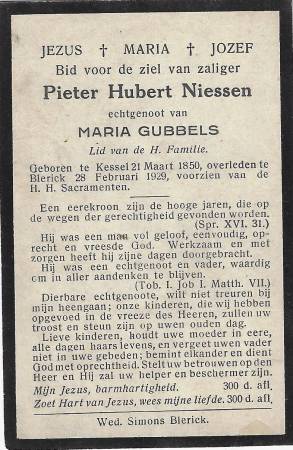 JEZUS † MARIA † JOZEF
Bid voor de ziel van zaliger
Pieter Hubert Niessen
echtgenoot van
MARIA GUBBELS
Lid van de H. Familie.
Geboren te Kessel 21 Maart 1850, overleden te
Blerick 28 Februari 1929, voorzien van de
H. H. Sacramenten.
Een eerekroon zijn de hooge jaren, die op
de wegen der gerechtigheid gevonden worden.
(Spr. XVI. 31.)
Hij was een man vol geloof, eenvoudig, op-
recht en vreesde God. Werkzaam en met
zorgen heeft hij zijne dagen doorgebracht.
Hij was een echtgenoot en vader, waardig
om in aller aandenken te blijven.
(Tob. I. Job I. Matth. VII.)
Dierbare echtgenoote, wilt niet treuren bij
mij heengaan; onze kinderen, die wij hebben
opgevoed in de vreeze des Heeren, zullen uw
troost en steun zijn op uwen ouden dag.
Lieve kinderen, houdt uwe moeder in eere,
alle dagen haars levens, en vergeet uwen vader
niet in uwe gebeden; bemint elkander en dient
God met oprechtheid. Stelt uw betrouwen op den
Heer en Hij zal uw helper en beschermer zijn.
Mijn Jezus, barmhartigheid. 300 d. afl.
Zoet Hart van Jezus, wees mijne liefde. 300 d. afl.
Wed. Simons Blerick.